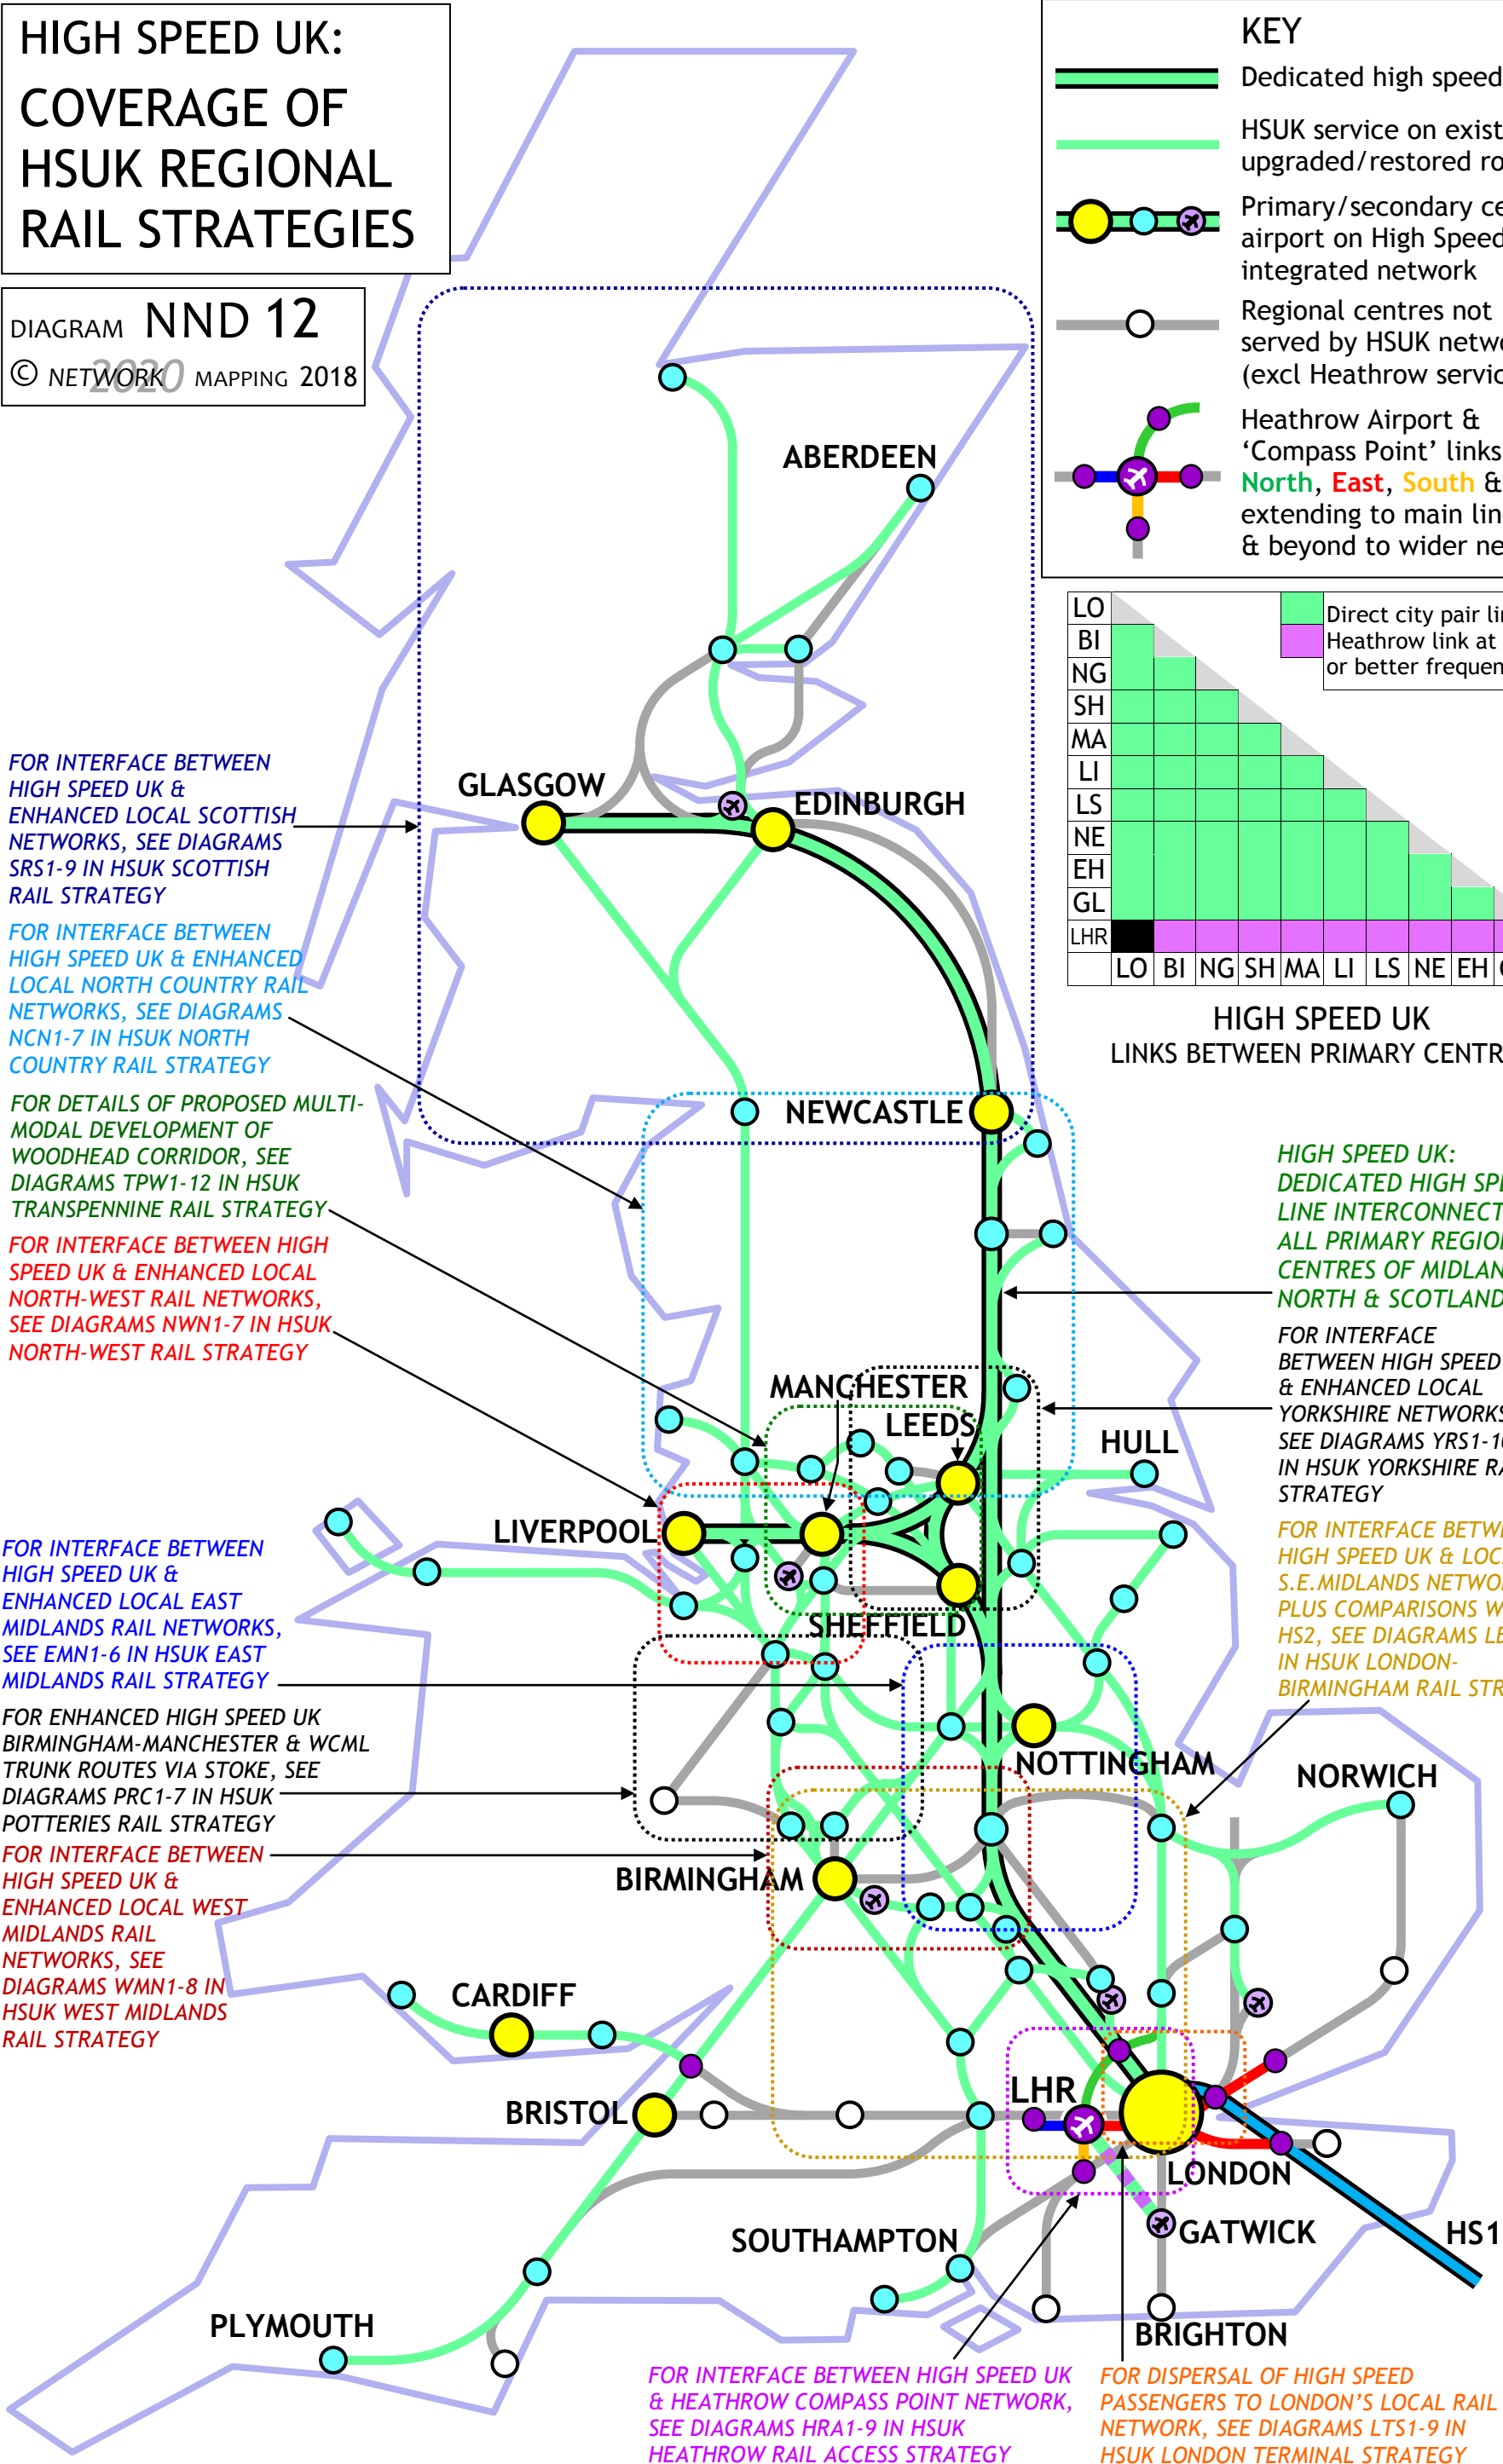 HIGH SPEED UK:
COVERAGE OF
HSUK REGIONAL
RAIL STRATEGIES
DIAGRAM NND 12
© NETWORK 2020 MAPPING 2018
KEY
Dedicated high speed
HSUK service on exist
upgraded/restored ro
Primary/secondary ce
airport on High Speed
integrated network
Regional centres not
served by HSUK netw
(excl Heathrow servic
Heathrow Airport &
‘Compass Point’ links
North, East, South &
extending to main lin
& beyond to wider ne
LO
BI
NG
SH
MA
LI
LS
NE
EH
GL
LHR
LO BI NG SH MA LI LS NE EH
Direct city pair li
Heathrow link at
or better frequen
HIGH SPEED UK
LINKS BETWEEN PRIMARY CENTR
ABERDEEN
GLASGOW
EDINBURGH
NEWCASTLE
MANCHESTER
LEEDS
HULL
LIVERPOOL
SHEFFIELD
NOTTINGHAM
NORWICH
BIRMINGHAM
CARDIFF
BRISTOL
LHR
LONDON
SOUTHAMPTON
GATWICK
HS1
PLYMOUTH
BRIGHTON
FOR INTERFACE BETWEEN
HIGH SPEED UK &
ENHANCED LOCAL SCOTTISH
NETWORKS, SEE DIAGRAMS
SRS1-9 IN HSUK SCOTTISH
RAIL STRATEGY
FOR INTERFACE BETWEEN
HIGH SPEED UK & ENHANCED
LOCAL NORTH COUNTRY RAIL
NETWORKS, SEE DIAGRAMS
NCN1-7 IN HSUK NORTH
COUNTRY RAIL STRATEGY
FOR DETAILS OF PROPOSED MULTI-
MODAL DEVELOPMENT OF
WOODHEAD CORRIDOR, SEE
DIAGRAMS TPW1-12 IN HSUK
TRANSPENNINE RAIL STRATEGY
FOR INTERFACE BETWEEN HIGH
SPEED UK & ENHANCED LOCAL
NORTH-WEST RAIL NETWORKS,
SEE DIAGRAMS NWN1-7 IN HSUK
NORTH-WEST RAIL STRATEGY
FOR INTERFACE BETWEEN
HIGH SPEED UK &
ENHANCED LOCAL EAST
MIDLANDS RAIL NETWORKS,
SEE EMN1-6 IN HSUK EAST
MIDLANDS RAIL STRATEGY
FOR ENHANCED HIGH SPEED UK
BIRMINGHAM-MANCHESTER & WCML
TRUNK ROUTES VIA STOKE, SEE
DIAGRAMS PRC1-7 IN HSUK
POTTERIES RAIL STRATEGY
FOR INTERFACE BETWEEN
HIGH SPEED UK &
ENHANCED LOCAL WEST
MIDLANDS RAIL
NETWORKS, SEE
DIAGRAMS WMN1-8 IN
HSUK WEST MIDLANDS
RAIL STRATEGY
HIGH SPEED UK:
DEDICATED HIGH SPE
LINE INTERCONNECT
ALL PRIMARY REGIO
CENTRES OF MIDLAN
NORTH & SCOTLAND
FOR INTERFACE
BETWEEN HIGH SPEED
& ENHANCED LOCAL
YORKSHIRE NETWORKS
SEE DIAGRAMS YRS1-1
IN HSUK YORKSHIRE RA
STRATEGY
FOR INTERFACE BETWE
HIGH SPEED UK & LOC
S.E.MIDLANDS NETWO
PLUS COMPARISONS W
HS2, SEE DIAGRAMS LE
IN HSUK LONDON-
BIRMINGHAM RAIL STR
FOR INTERFACE BETWEEN HIGH SPEED UK
& HEATHROW COMPASS POINT NETWORK,
SEE DIAGRAMS HRA1-9 IN HSUK
HEATHROW RAIL ACCESS STRATEGY
FOR DISPERSAL OF HIGH SPEED
PASSENGERS TO LONDON’S LOCAL RAIL
NETWORK, SEE DIAGRAMS LTS1-9 IN
HSUK LONDON TERMINAL STRATEGY